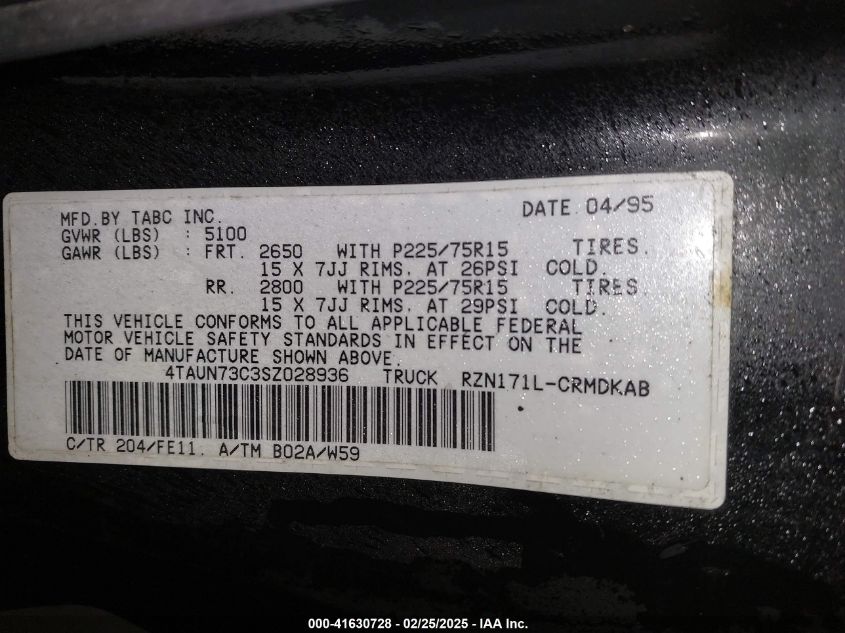 MFD.BY TABC INC. DATE 04/95
GVWR (LBS) : 5100
GAWR (LBS) : FRT. 2650 WITH P225/75R15 TIRES.
15 X 7JJ RIMS. AT 26PSI COLD.
RR. 2800 WITH P225/75R15 TIRES.
15 X 7JJ RIMS. AT 29PSI COLD.
THIS VEHICLE CONFORMS TO ALL APPLICABLE FEDERAL
MOTOR VEHICLE SAFETY STANDARDS IN EFFECT ON THE
DATE OF MANUFACTURE SHOWN ABOVE.
4TAUN73C3SZ028936 TRUCK RZN171L-CRMDKAB
C/TR 204/FE11. A/TM B02A/W59
000-41630728 - 02/25/2025 - IAA Inc.